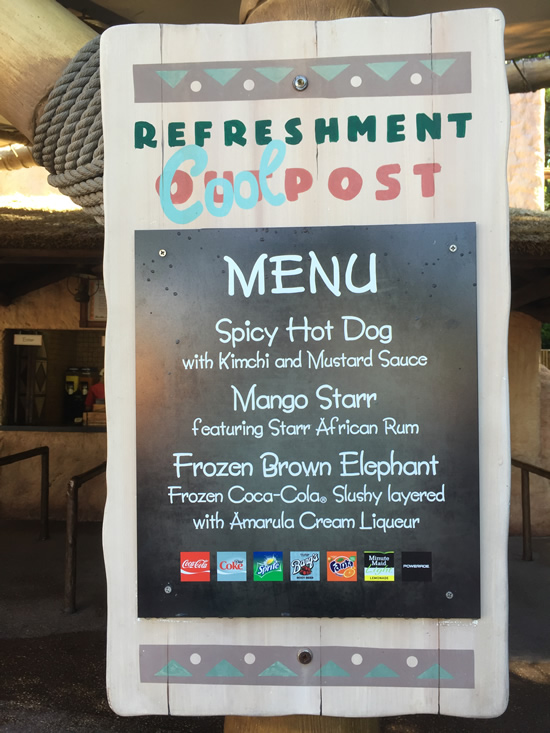 REFRESHMENT
OUTPOST
Cool
MENU
Spicy Hot Dog
with Kimchi and Mustard Sauce
Mango Starr
featuring Starr African Rum
Frozen Brown Elephant
Frozen Coca-Cola® Slushy layered
with Amarula Cream Liqueur
Coca-Cola Coke Sprite Barq's Fanta Minute Maid LEMONADE POWERADE